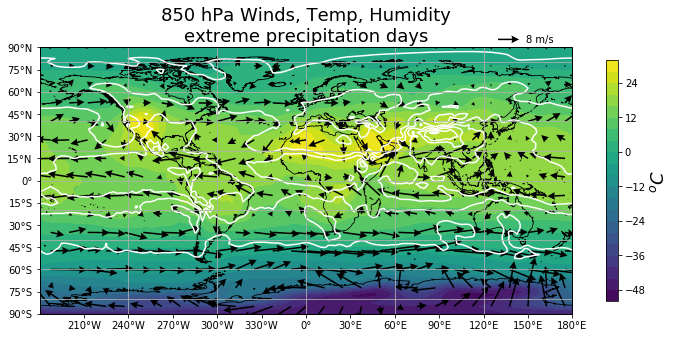 850 hPa Winds, Temp, Humidity
extreme precipitation days
8 m/s
90°N
75°N
60°N
45°N
30°N
15°N
0°
15°S
30°S
45°S
60°S
75°S
90°S
210°W 240°W 270°W 300°W 330°W 0° 30°E 60°E 90°E 120°E 150°E 180°E
24
12
0
−12
−24
−36
−48
°C